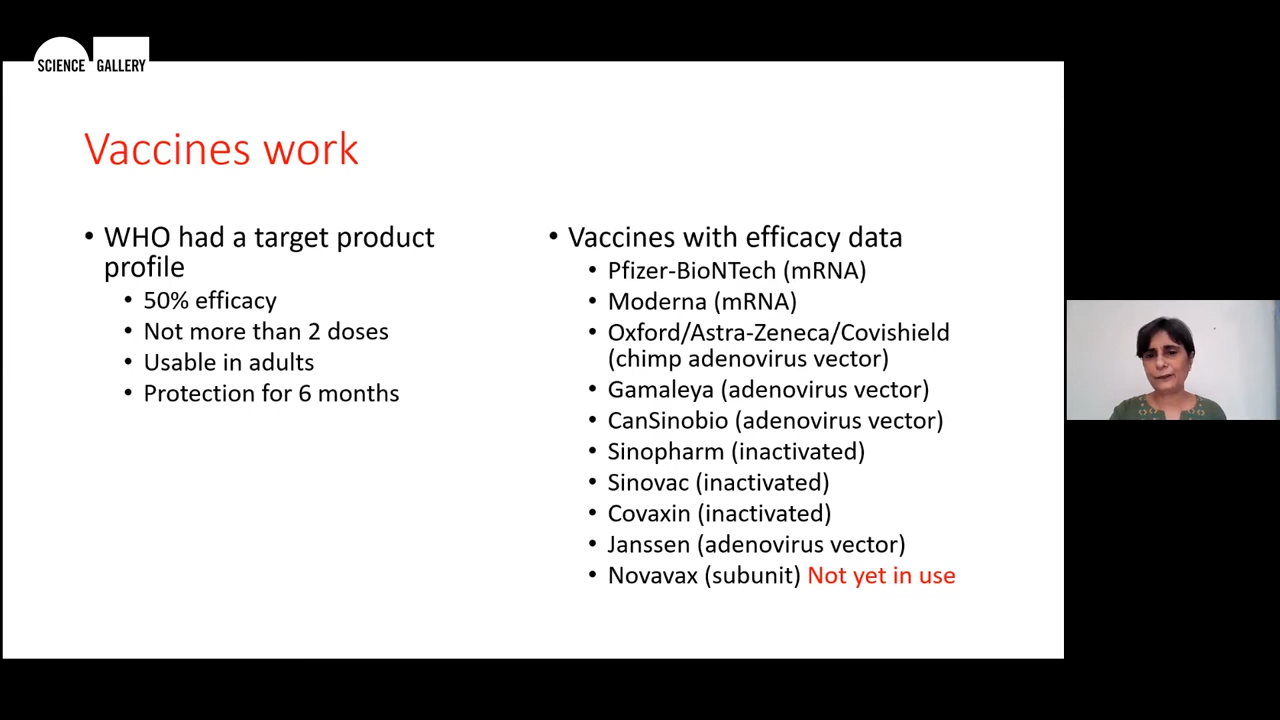 SCIENCE GALLERY
Vaccines work
• WHO had a target product
profile
• 50% efficacy
• Not more than 2 doses
• Usable in adults
• Protection for 6 months
• Vaccines with efficacy data
• Pfizer-BioNTech (mRNA)
• Moderna (mRNA)
• Oxford/Astra-Zeneca/Covishield
(chimp adenovirus vector)
• Gamaleya (adenovirus vector)
• CanSinobio (adenovirus vector)
• Sinopharm (inactivated)
• Sinovac (inactivated)
• Covaxin (inactivated)
• Janssen (adenovirus vector)
• Novavax (subunit) Not yet in use